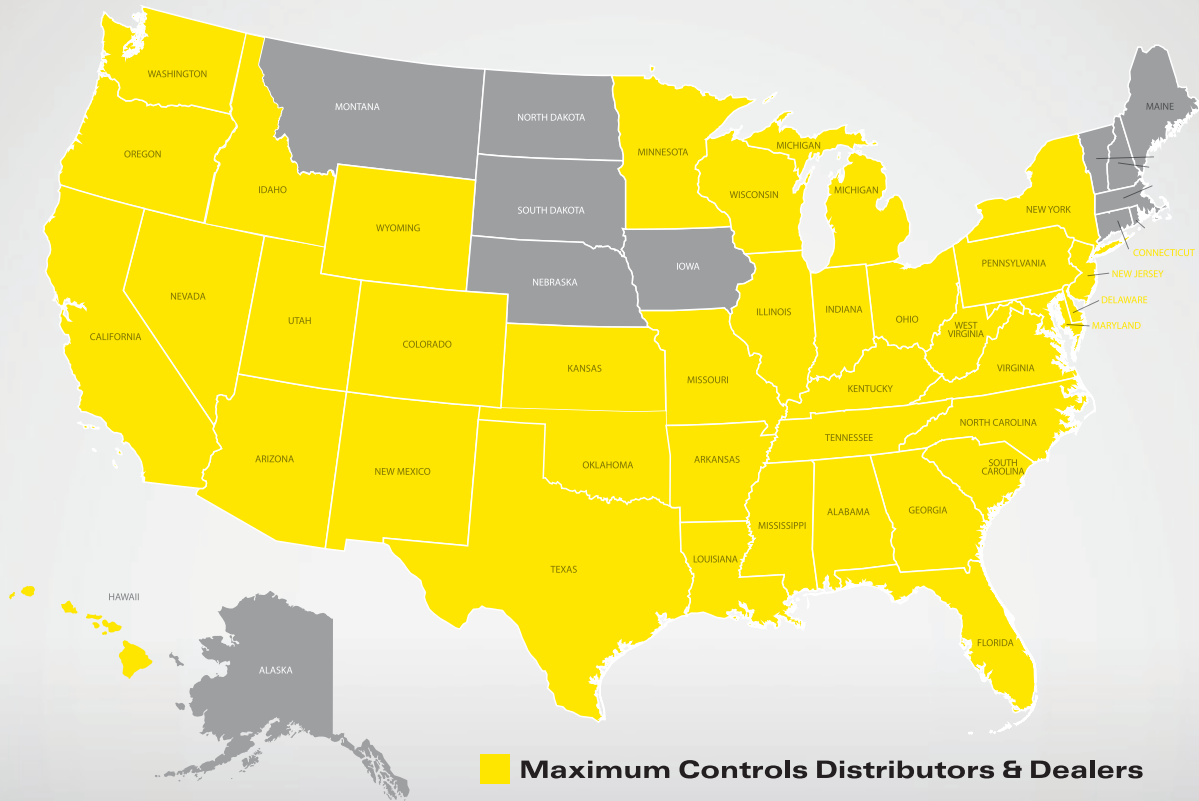 WASHINGTON
MONTANA
NORTH DAKOTA
MAINE
OREGON
MINNESOTA
MICHIGAN
IDAHO
WISCONSIN
MICHIGAN
SOUTH DAKOTA
NEW YORK
WYOMING
CONNECTICUT
PENNSYLVANIA
IOWA
NEW JERSEY
NEBRASKA
NEVADA
DELAWARE
ILLINOIS
INDIANA
UTAH
OHIO
WEST
VIRGINIA
MARYLAND
CALIFORNIA
COLORADO
KANSAS
VIRGINIA
MISSOURI
KENTUCKY
NORTH CAROLINA
TENNESSEE
ARIZONA
NEW MEXICO
OKLAHOMA
ARKANSAS
SOUTH
CAROLINA
MISSISSIPPI
ALABAMA
GEORGIA
LOUISIANA
TEXAS
HAWAII
FLORIDA
ALASKA
Maximum Controls Distributors & Dealers